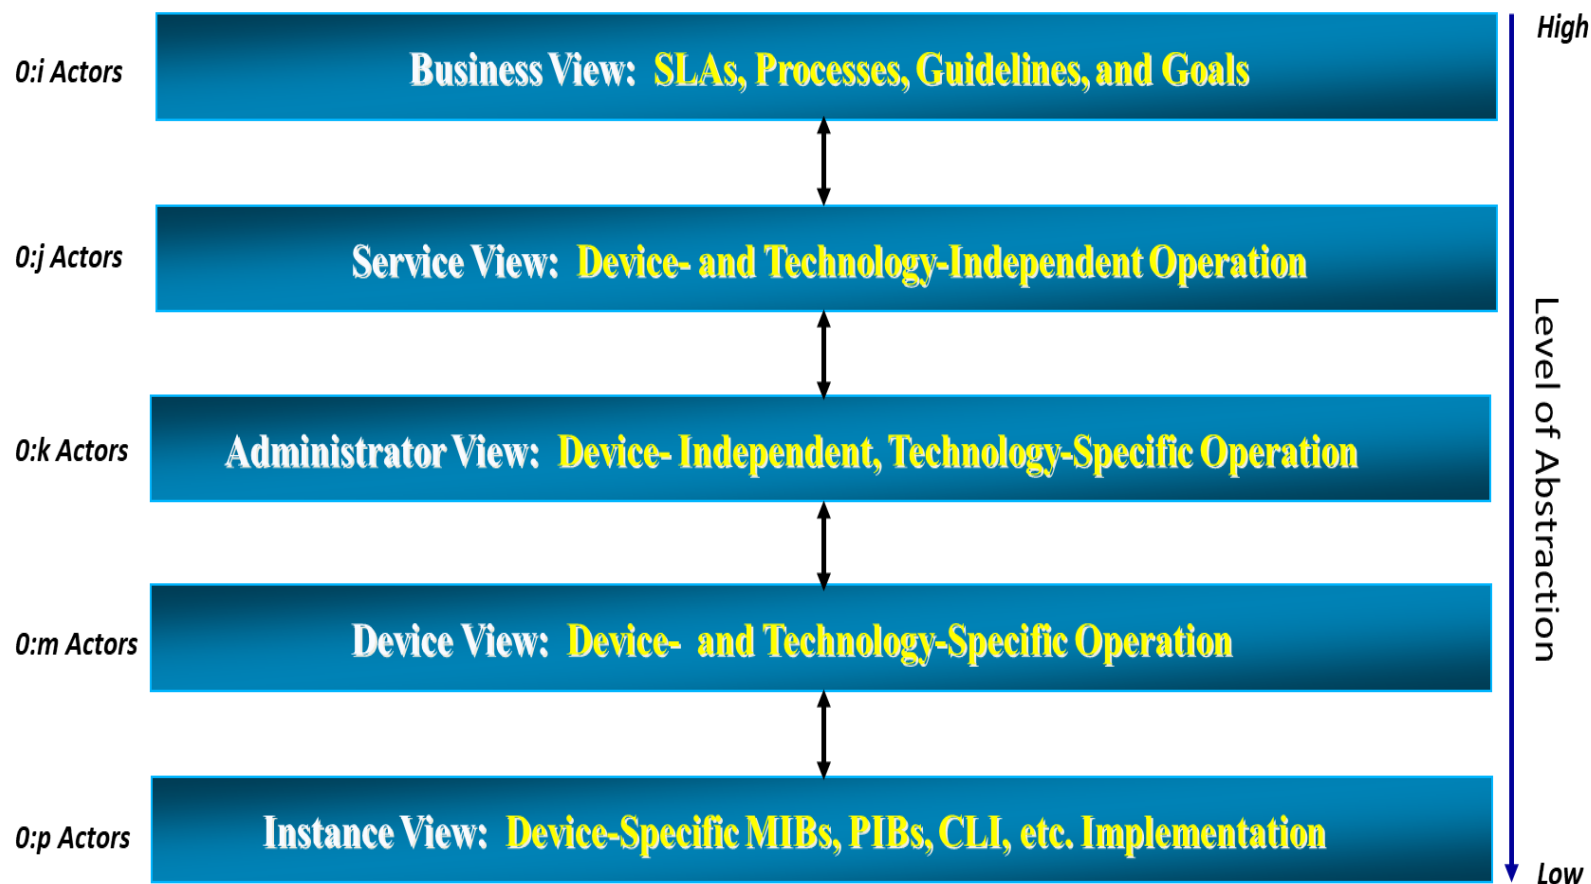 High
0:i Actors
Business View: SLAs, Processes, Guidelines, and Goals
0:j Actors
Service View: Device- and Technology-Independent Operation
0:k Actors
Administrator View: Device- Independent, Technology-Specific Operation
Level of Abstraction
0:m Actors
Device View: Device- and Technology-Specific Operation
0:p Actors
Instance View: Device-Specific MIBs, PIBs, CLI, etc. Implementation
Low